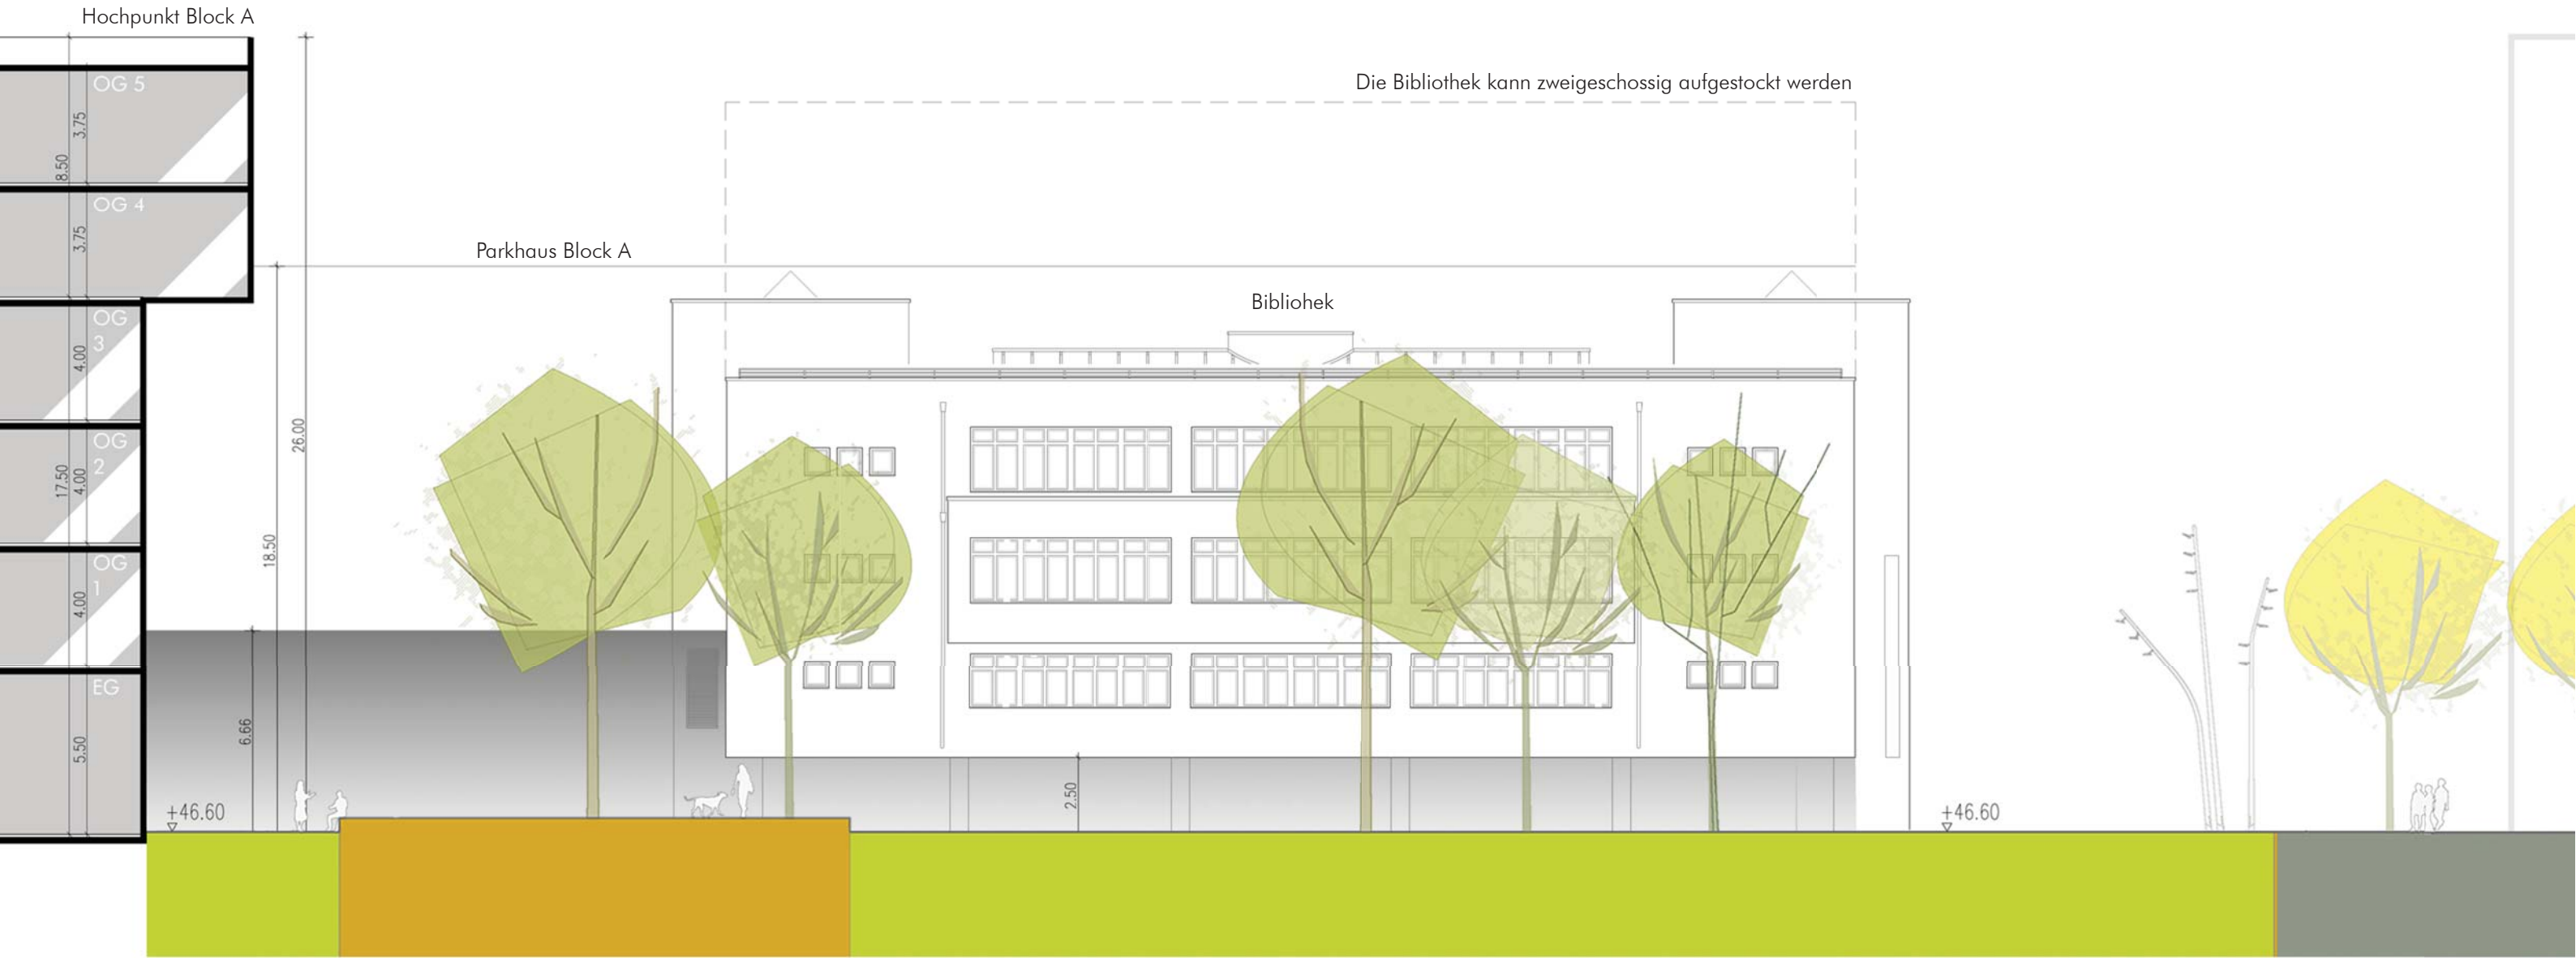 Hochpunkt Block A
OG 5
3.75
8.50
OG 4
3.75
Die Bibliothek kann zweigeschossig aufgestockt werden
Parkhaus Block A
Bibliohek
OG
3
4.00
26.00
OG
2
17.50
4.00
18.50
OG
1
4.00
EG
5.50
6.66
2.50
+46.60
+46.60